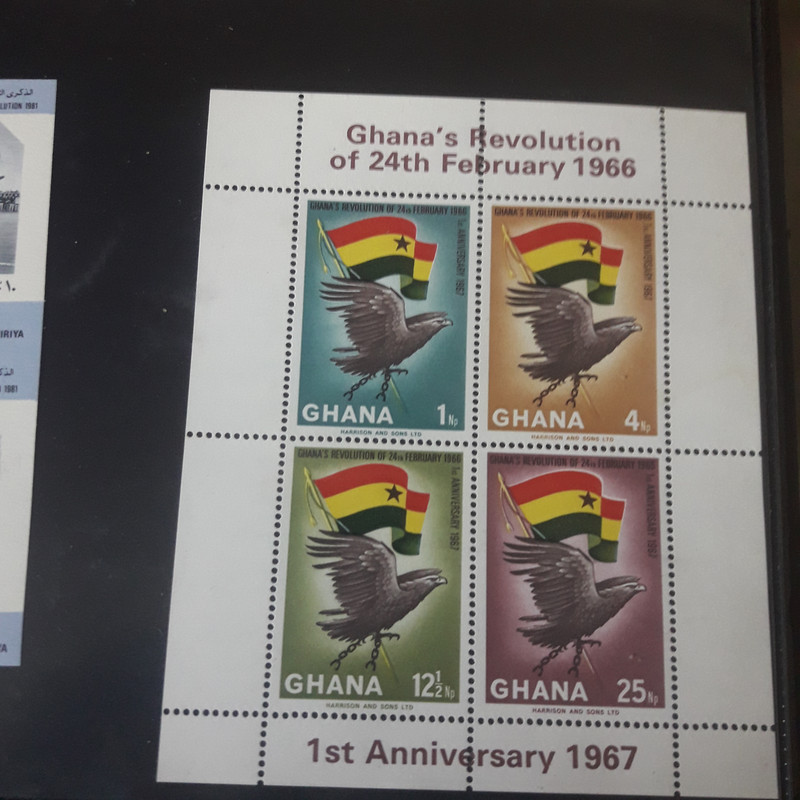 الذكرى
LUTION 1981
١٠
IRIYA
1981
YA
Ghana's Revolution
of 24th February 1966
GHANA'S REVOLUTION OF 24TH FEBRUARY 1966
1ST ANNIVERSARY 1967
GHANA 1Np
HARRISON AND SONS LTD
GHANA'S REVOLUTION OF 24TH FEBRUARY 1966
1ST ANNIVERSARY 1967
GHANA 4Np
HARRISON AND SONS LTD
GHANA'S REVOLUTION OF 24TH FEBRUARY 1966
1ST ANNIVERSARY 1967
GHANA 12½Np
HARRISON AND SONS LTD
GHANA'S REVOLUTION OF 24TH FEBRUARY 1966
1ST ANNIVERSARY 1967
GHANA 25Np
HARRISON AND SONS LTD
1st Anniversary 1967